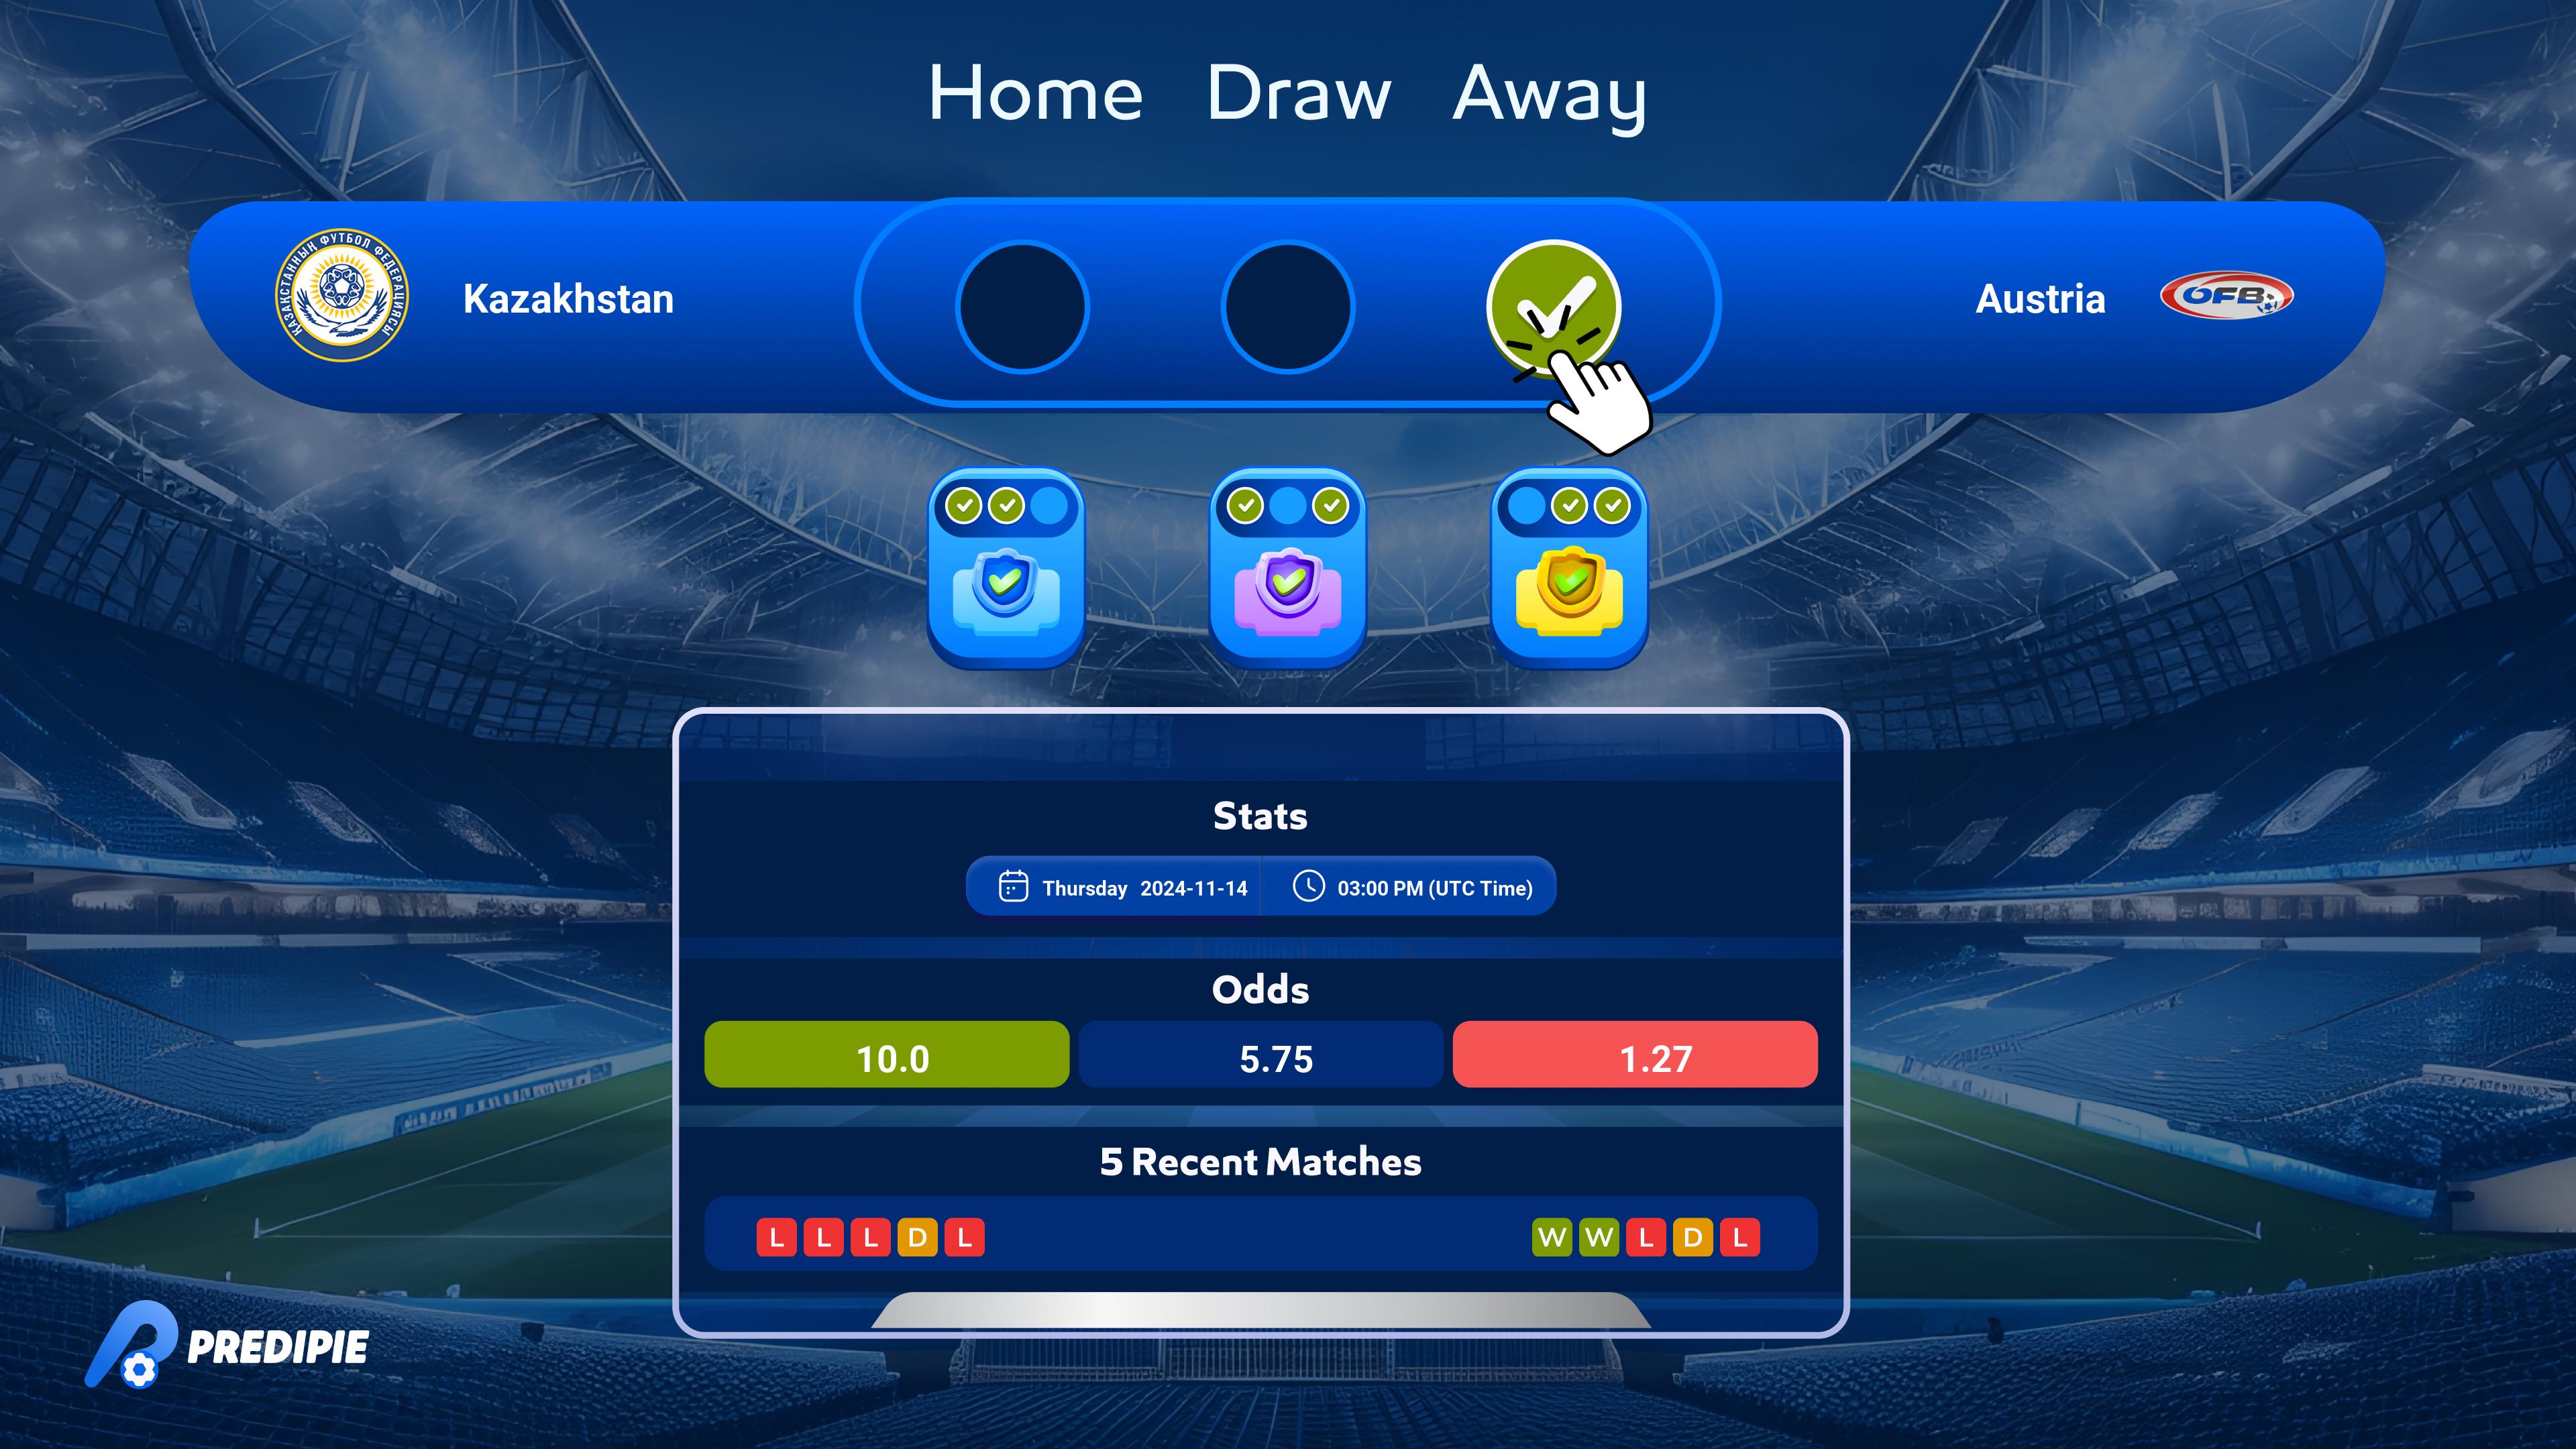 Home Draw Away
ҚАЗАҚСТАННЫҢ ФУТБОЛ ФЕДЕРАЦИЯСЫ
Kazakhstan
Austria
ÖFB
Stats
Thursday 2024-11-14 03:00 PM (UTC Time)
Odds
10.0 5.75 1.27
5 Recent Matches
L L L D L W W L D L
PREDIPIE